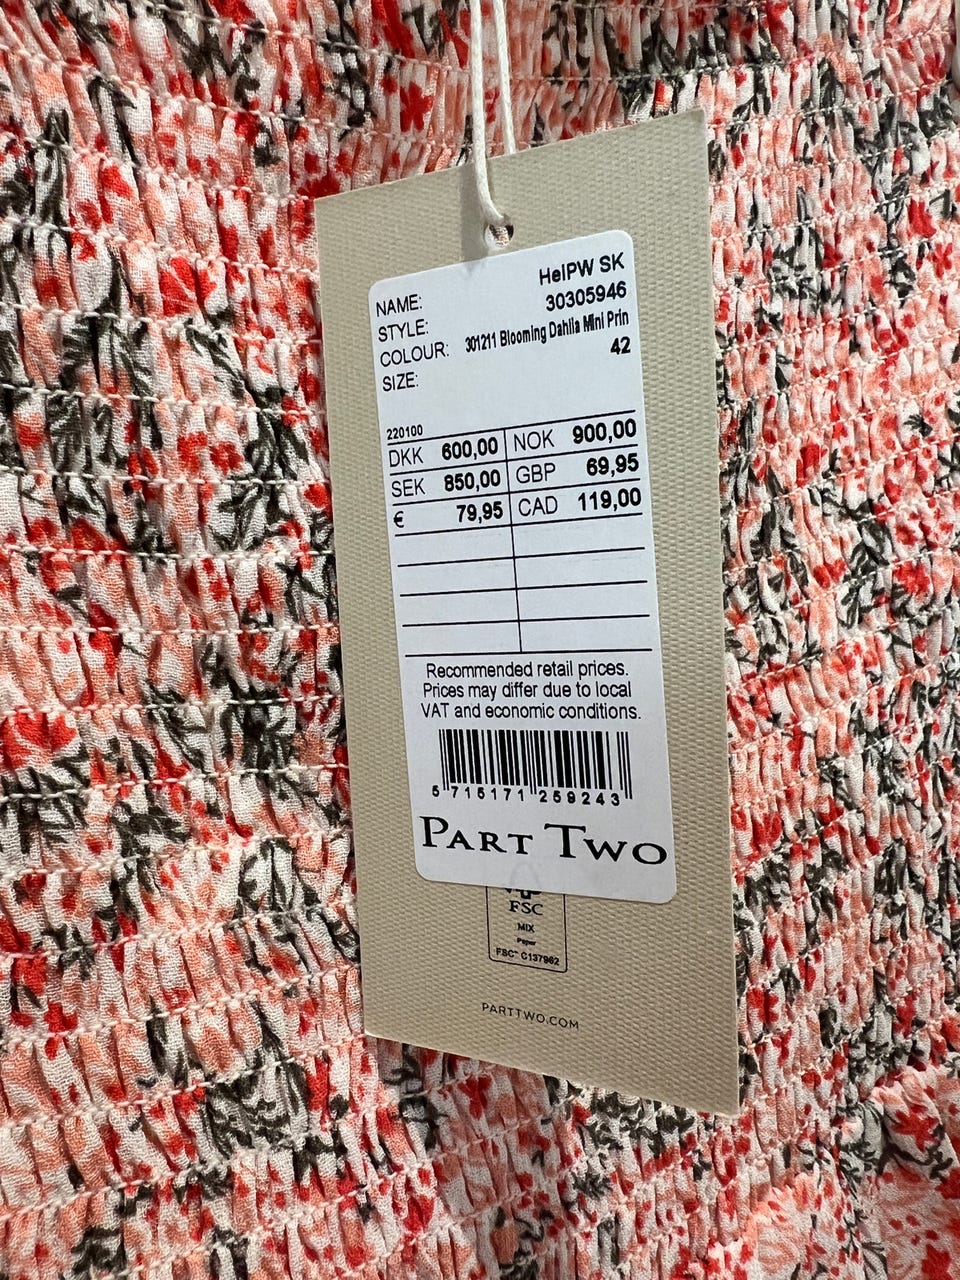 NAME: HelPW SK
STYLE: 30305946
COLOUR: 301211 Blooming Dahlia Mini Prin
SIZE: 42
220100
DKK 600,00 NOK 900,00
SEK 850,00 GBP 69,95
€ 79,95 CAD 119,00
Recommended retail prices.
Prices may differ due to local
VAT and economic conditions.
5 715171 259243
PART TWO
FSC
MIX
Paper
FSC™ C137982
PARTTWO.COM